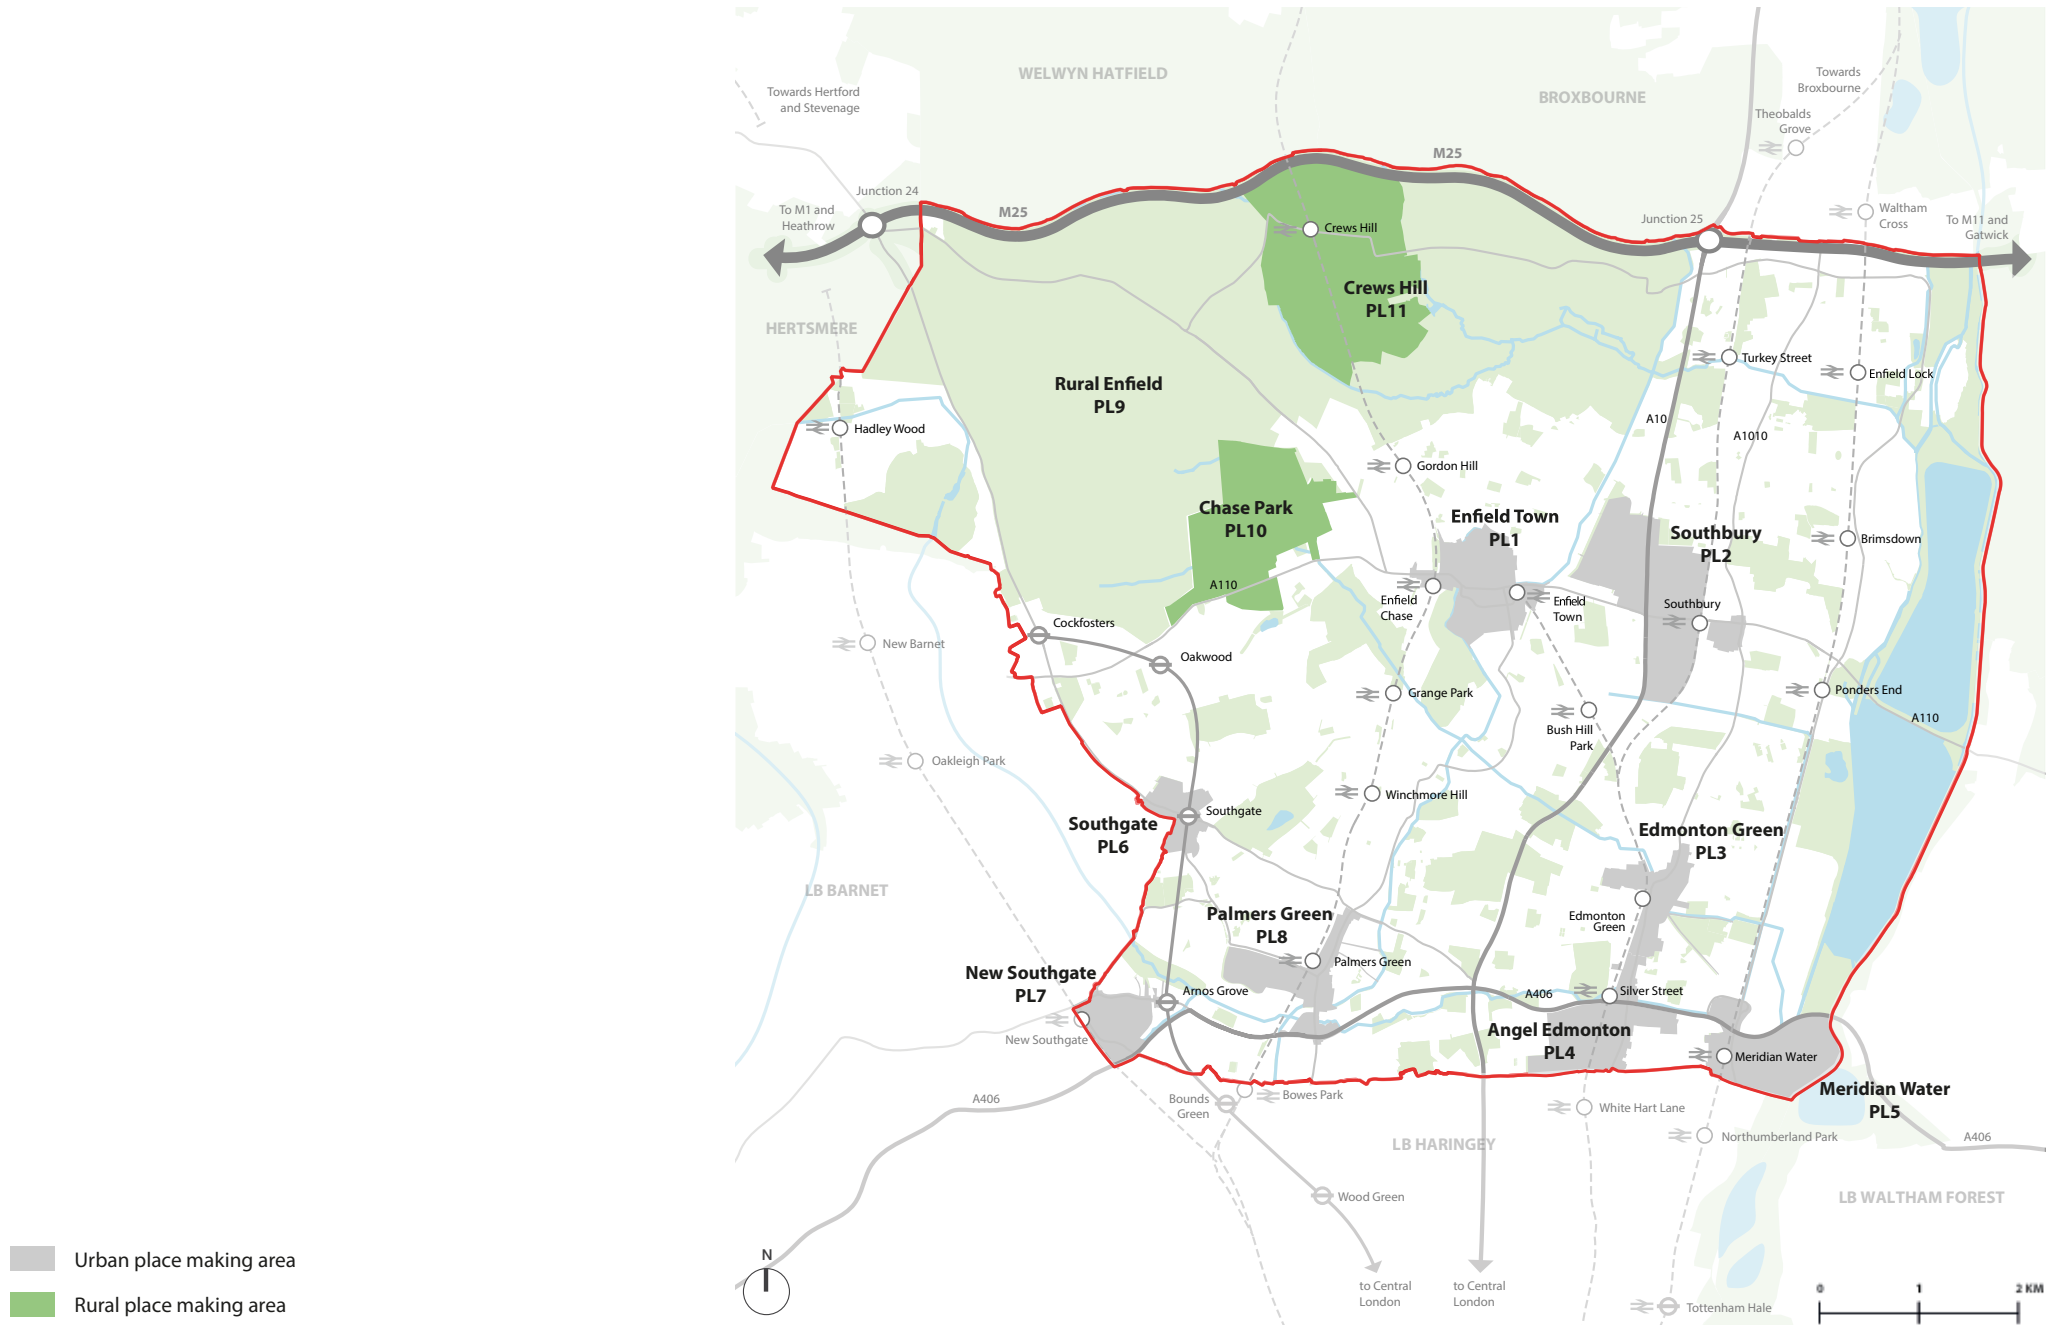 WELWYN HATFIELD
BROXBOURNE
Towards Hertford
and Stevenage
Towards
Broxbourne
Theobalds
Grove
M25
M25
Junction 24
To M1 and
Heathrow
Junction 25
Waltham
Cross
To M11 and
Gatwick
Crews Hill
Crews Hill
PL11
HERTSMERE
Rural Enfield
PL9
Turkey Street
Enfield Lock
Hadley Wood
A10
A1010
Gordon Hill
Chase Park
PL10
Enfield Town
PL1
Southbury
PL2
Brimsdown
A110
Enfield
Chase
Enfield
Town
Southbury
Cockfosters
New Barnet
Oakwood
Grange Park
Ponders End
A110
Bush Hill
Park
Oakleigh Park
Winchmore Hill
Southgate
Southgate
PL6
Edmonton Green
PL3
LB BARNET
Palmers Green
PL8
Edmonton
Green
Palmers Green
New Southgate
PL7
Arnos Grove
A406
Silver Street
Angel Edmonton
PL4
New Southgate
Meridian Water
Meridian Water
PL5
A406
Bounds
Green
Bowes Park
White Hart Lane
Northumberland Park
A406
LB HARINGEY
Wood Green
LB WALTHAM FOREST
Urban place making area
Rural place making area
N
to Central
London
to Central
London
Tottenham Hale
0 1 2 KM